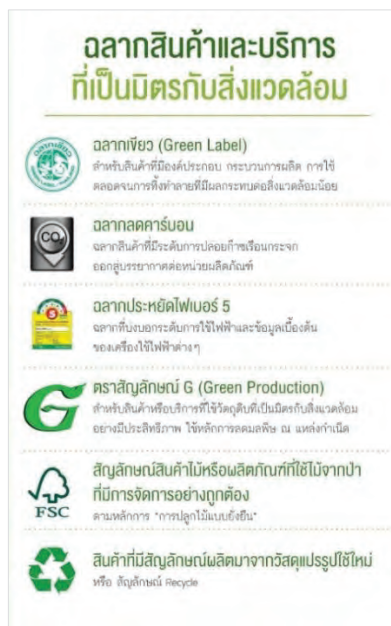 ฉลากสินค้าและบริการ
ที่เป็นมิตรกับสิ่งแวดล้อม
ฉลากเขียว (Green Label)
สำหรับสินค้าที่มีองค์ประกอบ กระบวนการผลิต การใช้
ตลอดจนการทิ้งทำลายที่มีผลกระทบต่อสิ่งแวดล้อมน้อย
CO₂
ฉลากลดคาร์บอน
ฉลากสินค้าที่มีระดับการปล่อยก๊าซเรือนกระจก
ออกสู่บรรยากาศต่อหน่วยผลิตภัณฑ์
5
ฉลากประหยัดไฟเบอร์ 5
ฉลากที่บ่งบอกระดับการใช้ไฟฟ้าและข้อมูลเบื้องต้น
ของเครื่องใช้ไฟฟ้าต่างๆ
G
ตราสัญลักษณ์ G (Green Production)
สำหรับสินค้าหรือบริการที่ใช้วัตถุดิบที่เป็นมิตรกับสิ่งแวดล้อม
อย่างมีประสิทธิภาพ ใช้หลักการลดมลพิษ ณ แหล่งกำเนิด
FSC
สัญลักษณ์สินค้าไม้หรือผลิตภัณฑ์ที่ใช้ไม้จากป่า
ที่มีการจัดการอย่างถูกต้อง
ตามหลักการ "การปลูกไม้แบบยั่งยืน"
สินค้าที่มีสัญลักษณ์ผลิตมาจากวัสดุแปรรูปใช้ใหม่
หรือ สัญลักษณ์ Recycle